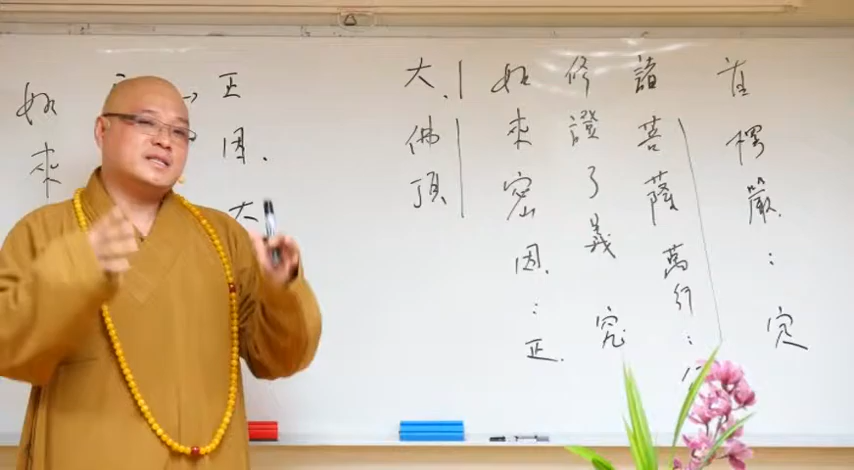 如來
正因. 大
大佛頂
如來密因：正.
修證了義 究
諸菩薩萬行：
首楞嚴：定